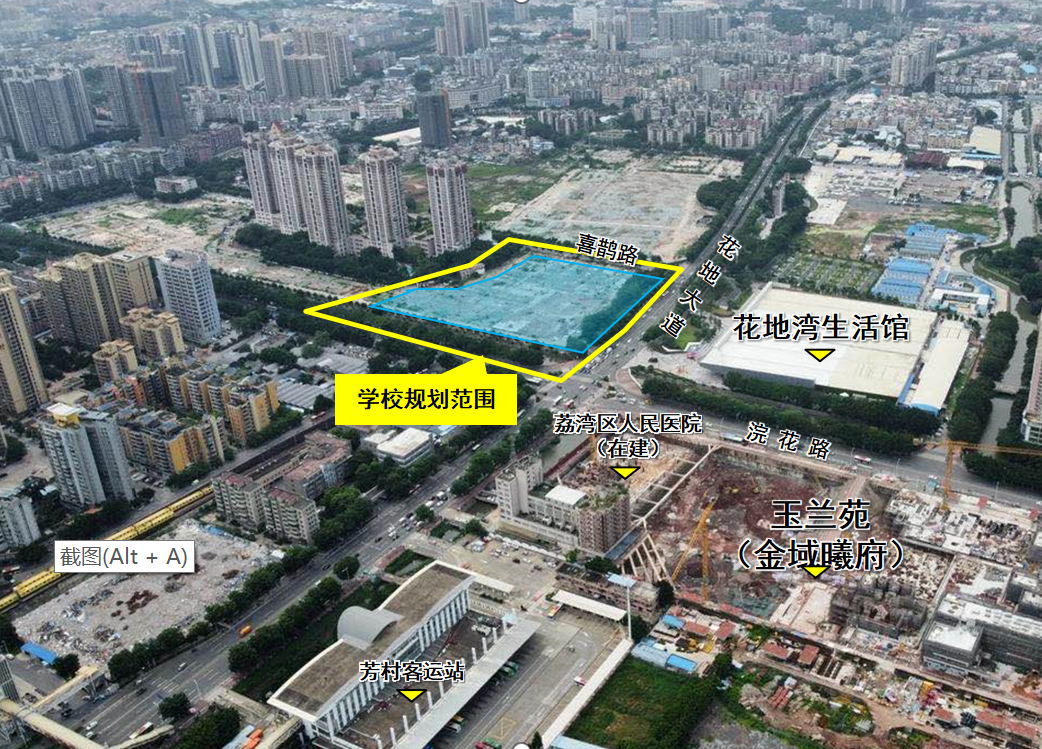 喜鹊路
花地大道
花地湾生活馆
学校规划范围
荔湾区人民医院
（在建）
浣花路
玉兰苑
（金域曦府）
截图(Alt + A)
芳村客运站